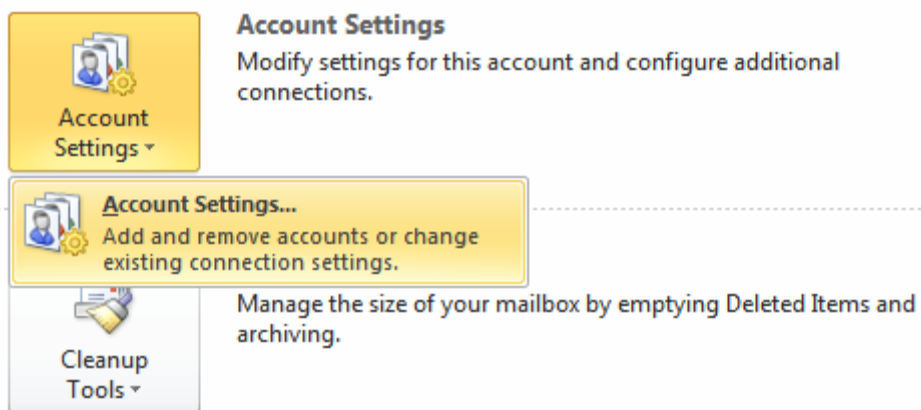 Account Settings
Modify settings for this account and configure additional
connections.
Account
Settings
Account Settings...
Add and remove accounts or change
existing connection settings.
Manage the size of your mailbox by emptying Deleted Items and
archiving.
Cleanup
Tools